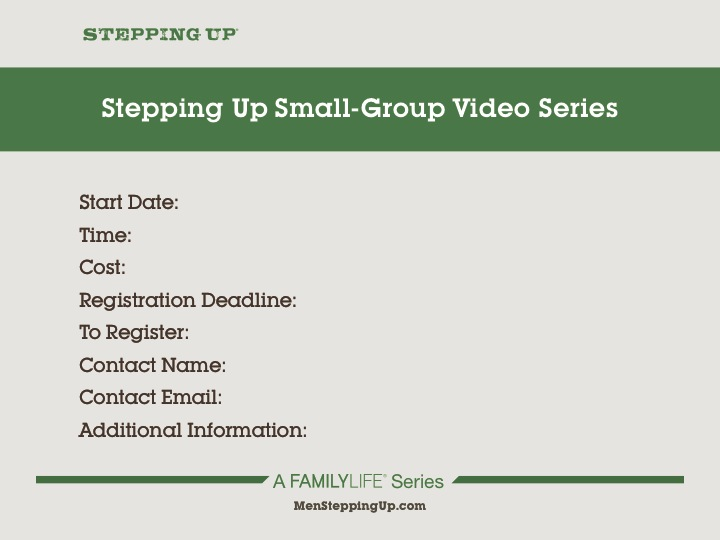 STEPPING UP
Stepping Up Small-Group Video Series
Start Date:
Time:
Cost:
Registration Deadline:
To Register:
Contact Name:
Contact Email:
Additional Information:
A FAMILYLIFE® Series
MenSteppingUp.com